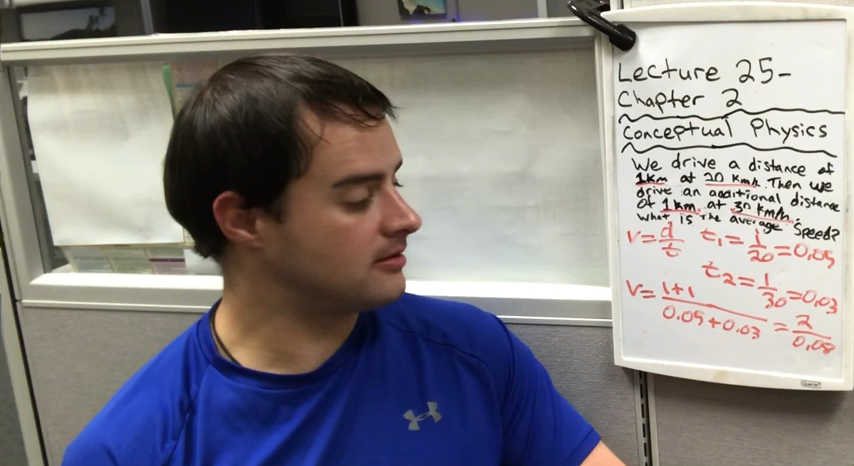 Lecture 25-
Chapter 2
Conceptual Physics
We drive a distance of
1km at 20 km/h. Then we
drive an additional distance
of 1km at 30 km/h.
What is the average speed?
v=d/t t₁=1/20=0.05
t₂=1/30=0.03
v=1+1/0.05+0.03=2/0.08